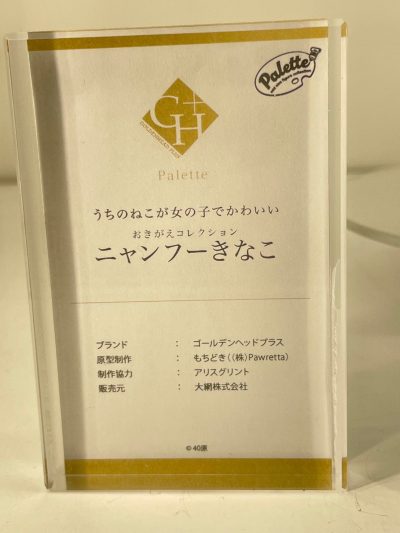 Palette
GH+
GOLDENHEAD PLUS
Palette
うちのねこが女の子でかわいい
おきがえコレクション
ニャンフーきなこ
ブランド : ゴールデンヘッドプラス
原型制作 : もちどき((株)Pawretta)
制作協力 : アリスグリント
販売元 : 大網株式会社
©40原